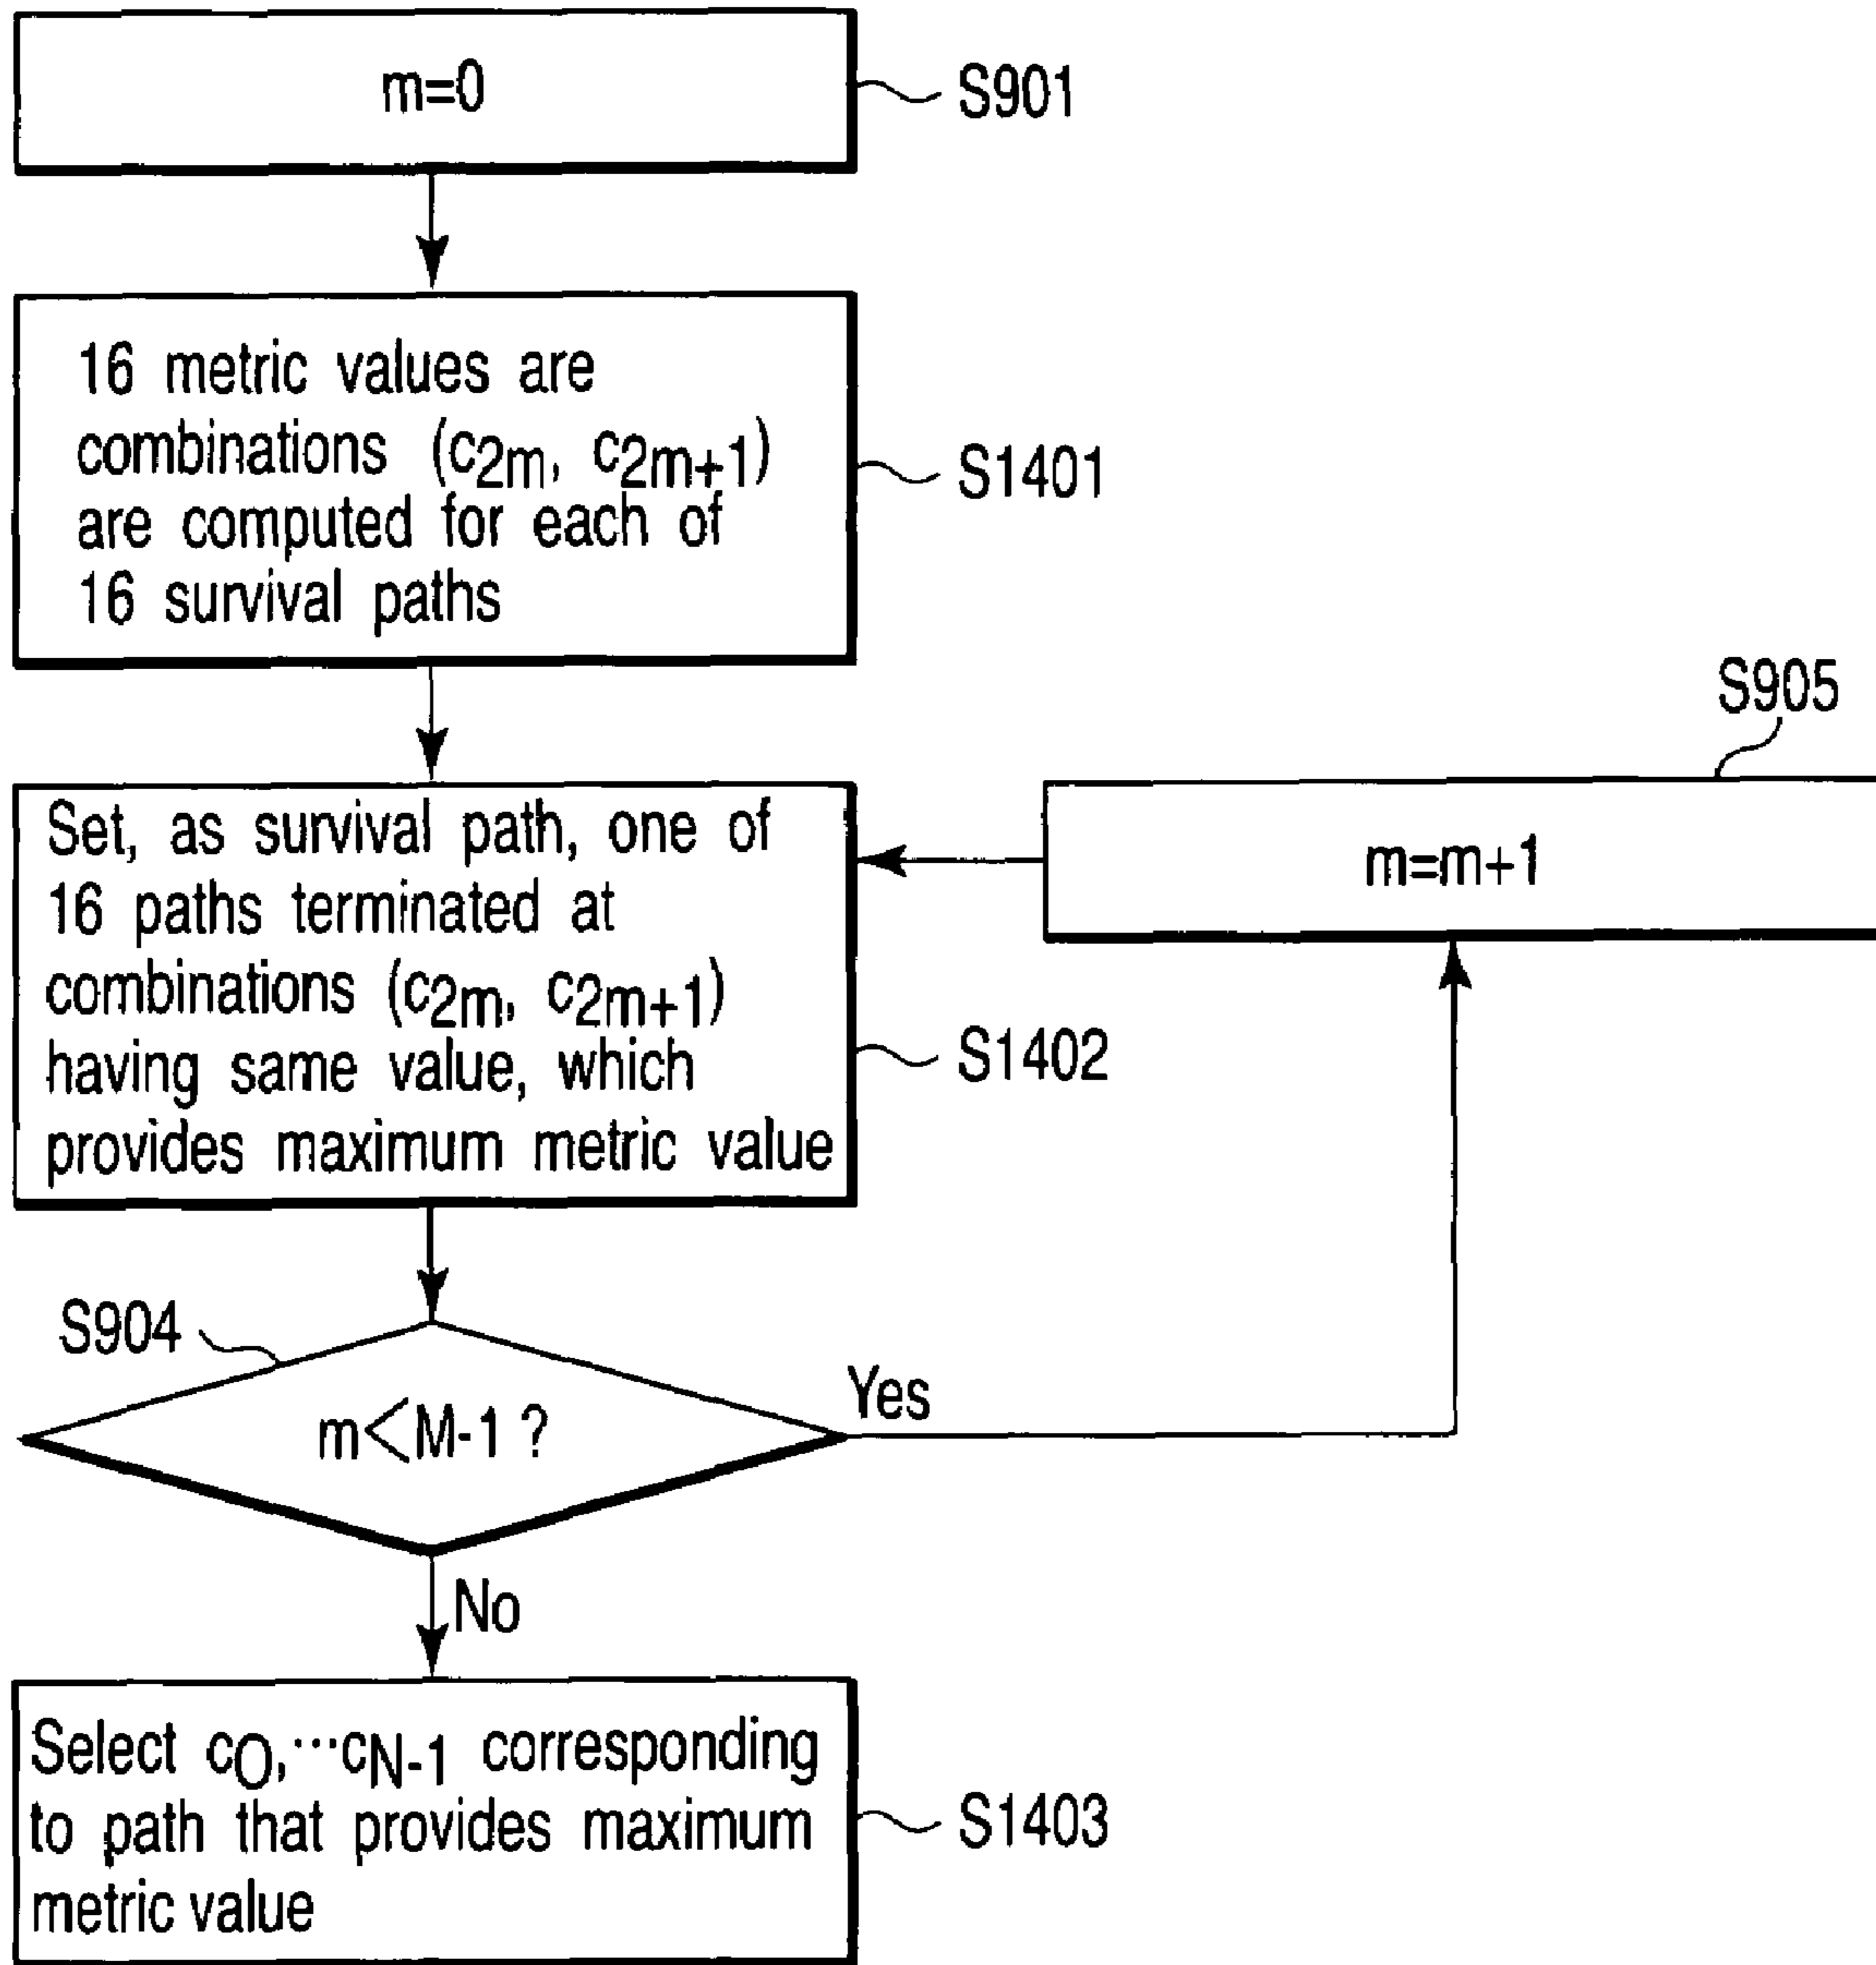 m=0
S901
16 metric values are
combinations (c2m, c2m+1)
are computed for each of
16 survival paths
S1401
S905
m=m+1
Set, as survival path, one of
16 paths terminated at
combinations (c2m, c2m+1)
having same value, which
provides maximum metric value
S1402
S904
m<M-1 ?
Yes
No
Select c0,···cN-1 corresponding
to path that provides maximum
metric value
S1403